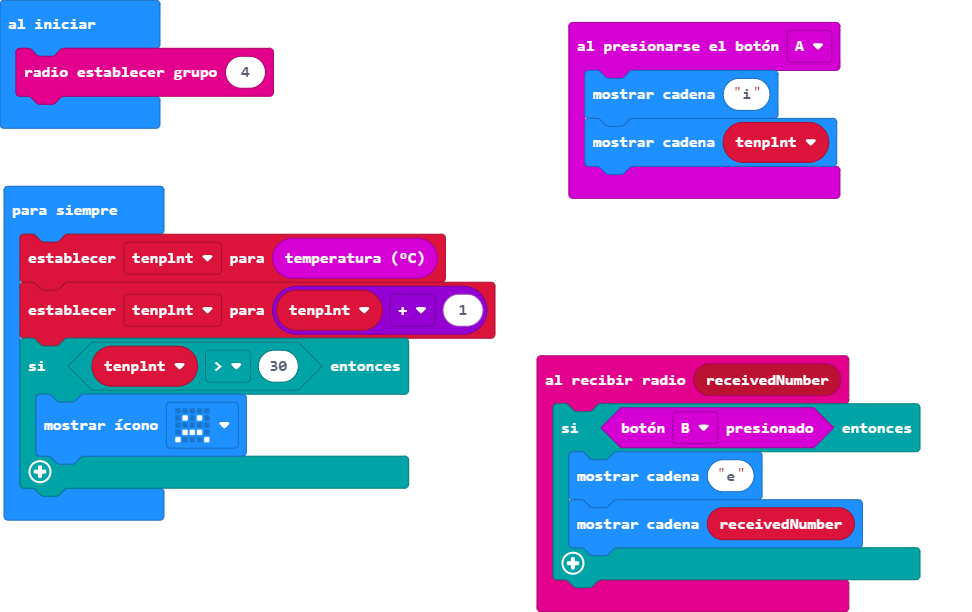 al iniciar
radio establecer grupo 4
al presionarse el botón A
mostrar cadena "i"
mostrar cadena tenplnt
para siempre
establecer tenplnt para temperatura (ºC)
establecer tenplnt para tenplnt + 1
si tenplnt > 30 entonces
mostrar ícono
al recibir radio receivedNumber
si botón B presionado entonces
mostrar cadena "e"
mostrar cadena receivedNumber